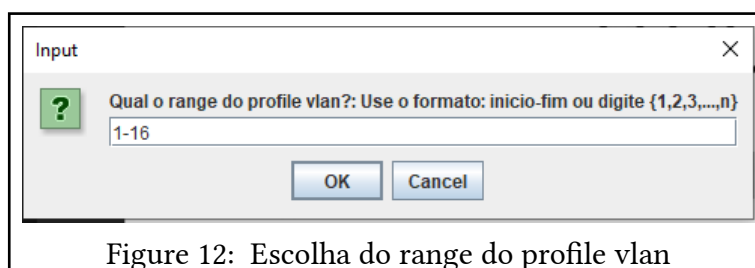 Input
Qual o range do profile vlan?: Use o formato: inicio-fim ou digite {1,2,3,...,n}
1-16
OK Cancel
Figure 12: Escolha do range do profile vlan